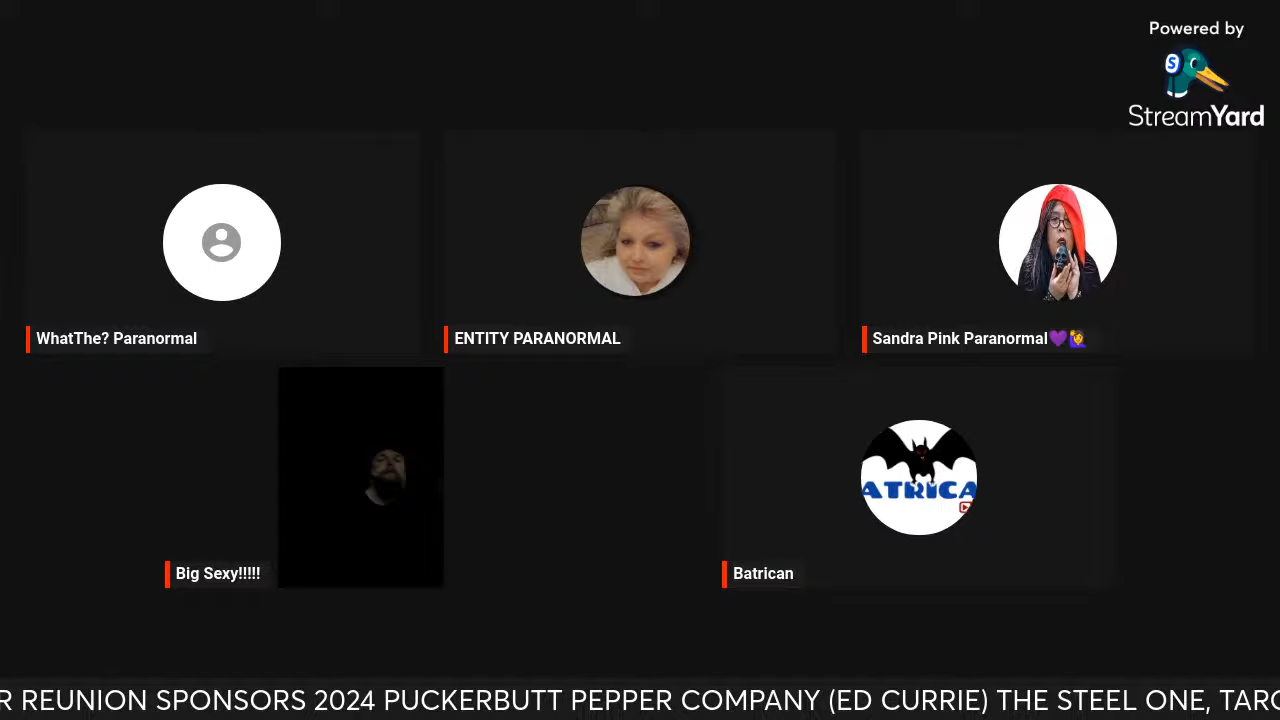 Powered by
S
StreamYard
WhatThe? Paranormal
ENTITY PARANORMAL
Sandra Pink Paranormal💜🙋‍♀️
ATRICA
Big Sexy!!!!!
Batrican
R REUNION SPONSORS 2024 PUCKERBUTT PEPPER COMPANY (ED CURRIE) THE STEEL ONE, TARG